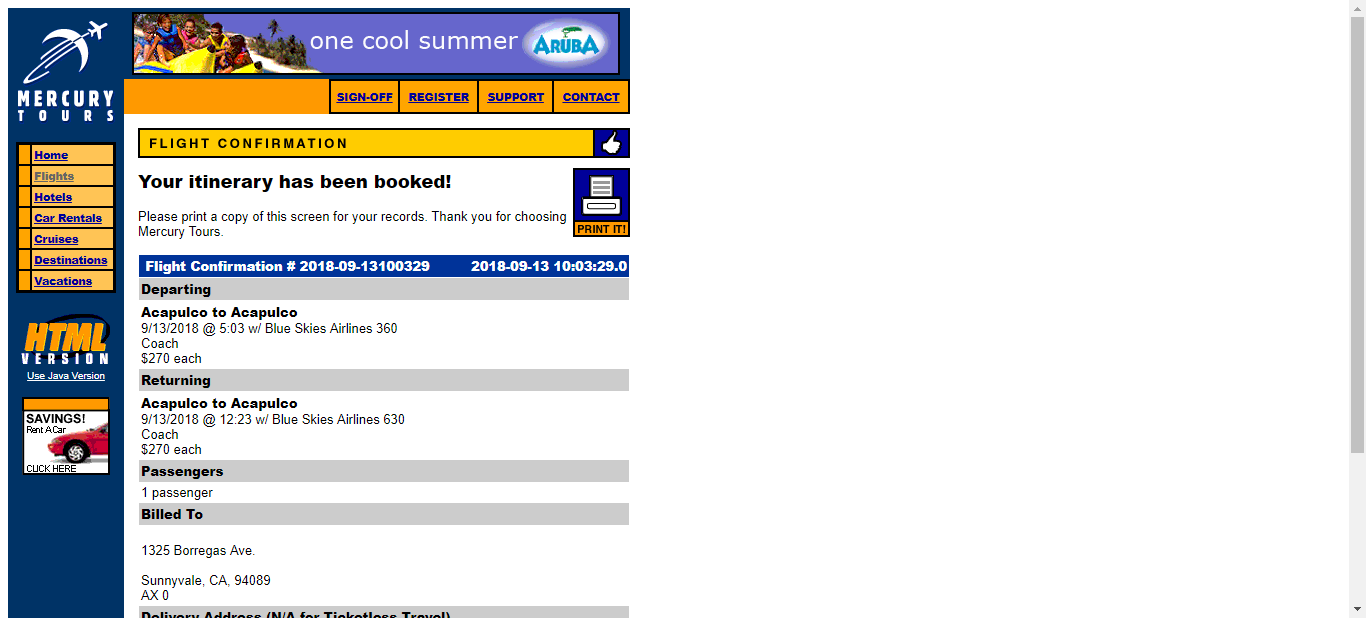 one cool summer ARUBA
MERCURY
TOURS
SIGN-OFF REGISTER SUPPORT CONTACT
Home
Flights
Hotels
Car Rentals
Cruises
Destinations
Vacations
HTML
VERSION
Use Java Version
SAVINGS!
Rent A Car
CLICK HERE
FLIGHT CONFIRMATION
Your itinerary has been booked!
Please print a copy of this screen for your records. Thank you for choosing
Mercury Tours.
PRINT IT!
Flight Confirmation # 2018-09-13100329 2018-09-13 10:03:29.0
Departing
Acapulco to Acapulco
9/13/2018 @ 5:03 w/ Blue Skies Airlines 360
Coach
$270 each
Returning
Acapulco to Acapulco
9/13/2018 @ 12:23 w/ Blue Skies Airlines 630
Coach
$270 each
Passengers
1 passenger
Billed To
1325 Borregas Ave.
Sunnyvale, CA, 94089
AX 0
Delivery Address (N/A for Ticketless Travel)